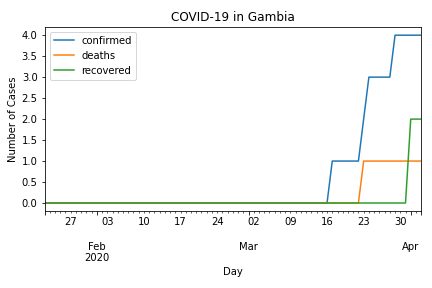 COVID-19 in Gambia
confirmed
deaths
recovered
Number of Cases
4.0
3.5
3.0
2.5
2.0
1.5
1.0
0.5
0.0
27 03 10 17 24 02 09 16 23 30
Feb Mar Apr
2020
Day